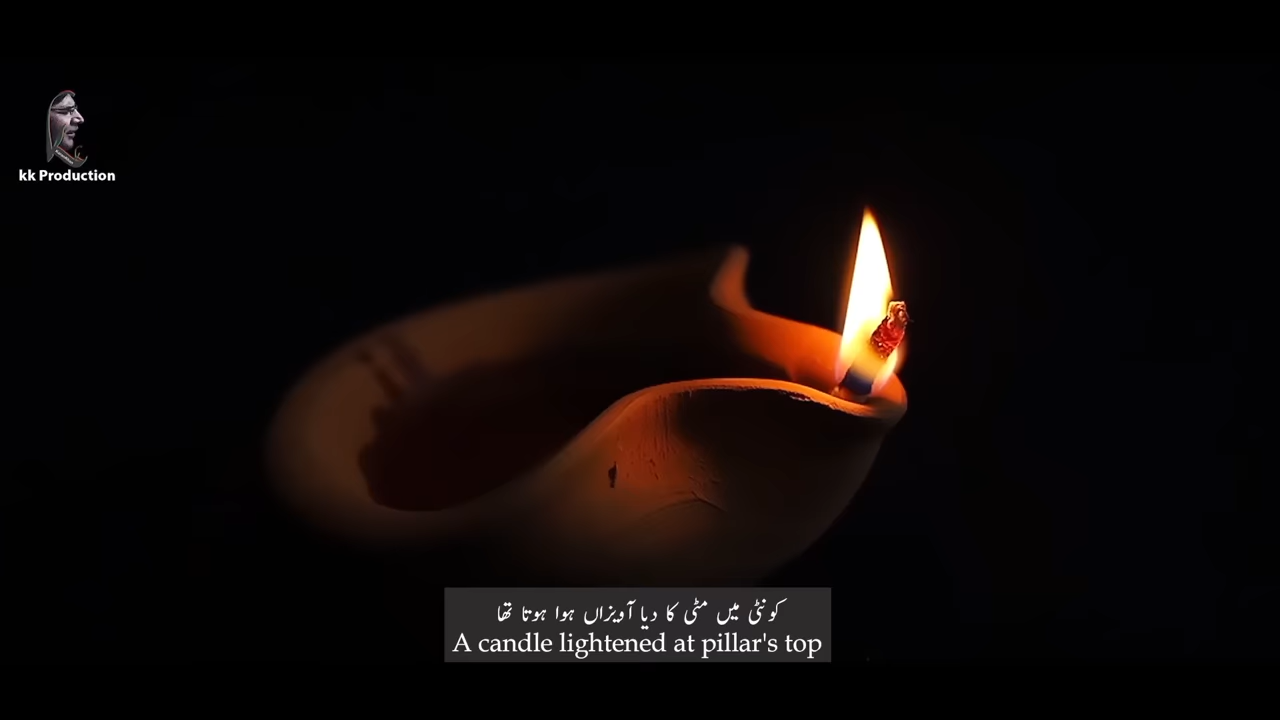 kk Production
کونٹی میں مٹی کا دیا آویزاں ہوا ہوتا تھا
A candle lightened at pillar's top